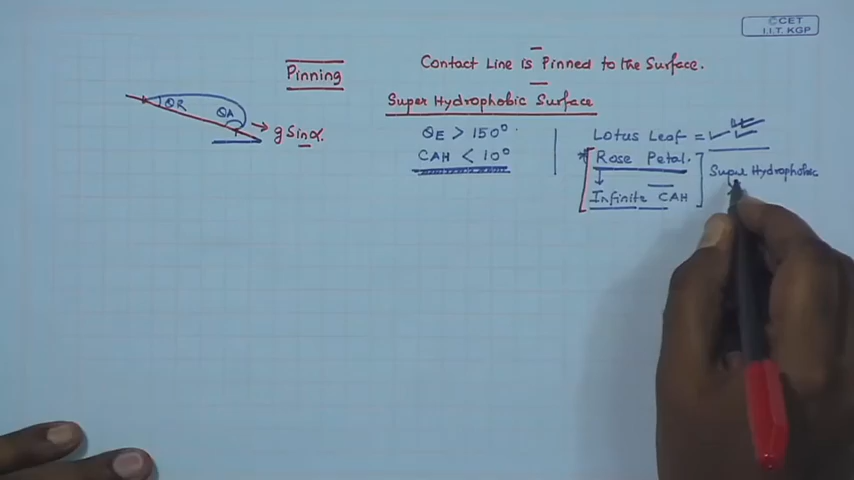 ©CET
I.I.T. KGP
Pinning
Contact Line is Pinned to the Surface.
Super Hydrophobic Surface
θR
θA
g Sinα.
θE > 150°
CAH < 10°
Lotus Leaf =
* Rose Petal.
Infinite CAH
Super Hydrophobic